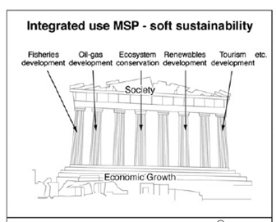 Integrated use MSP - soft sustainability
Fisheries Oil-gas Ecosystem Renewables Tourism etc.
development development conservation development development
Society
Economic Growth